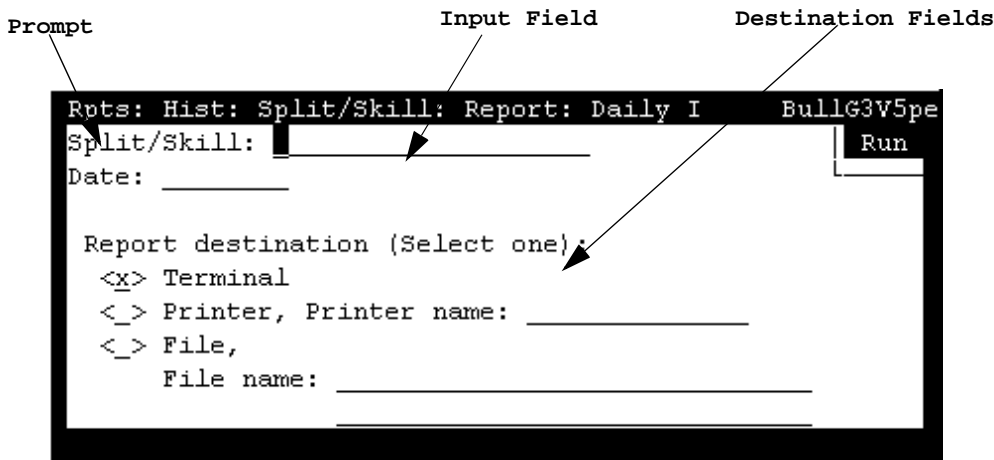 Prompt Input Field Destination Fields
Rpts: Hist: Split/Skill: Report: Daily I BullG3V5pe
Split/Skill: Run
Date:
Report destination (Select one):
<x> Terminal
<_> Printer, Printer name:
<_> File,
File name: